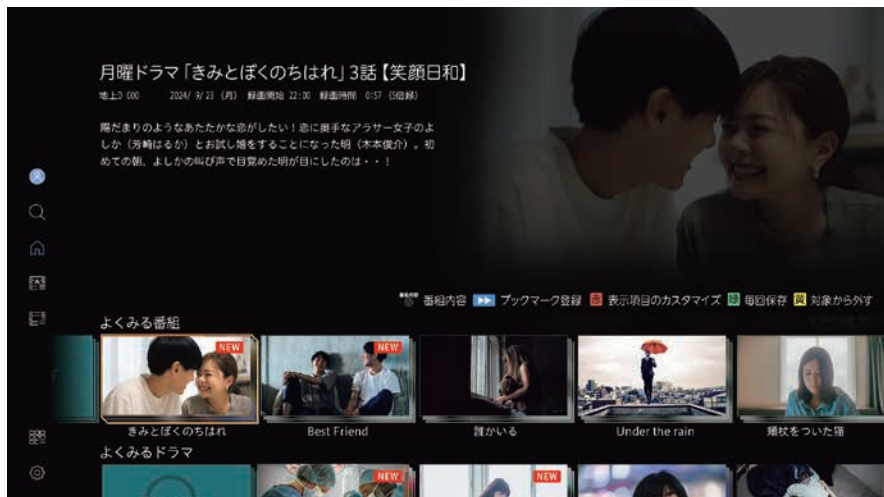 月曜ドラマ「きみとぼくのちはれ」3話【笑顔日和】
地上D 000 2024/ 9/23 (月) 録画開始 22:00 録画時間 0:57 (5倍録)
陽だまりのようなあたたかな恋がしたい！恋に奥手なアラサー女子のよ
しか（芳崎はるか）とお試し婚をすることになった明（木本俊介）。初
めての朝、よしかの叫び声で目覚めた明が目にしたのは・・！
番組内容 番組内容 ブックマーク登録 赤 表示項目のカスタマイズ 緑 毎回保存 黄 対象から外す
よくみる番組
NEW NEW
きみとぼくのちはれ Best Friend 誰かいる Under the rain 頬杖をついた猫
よくみるドラマ
NEW NEW